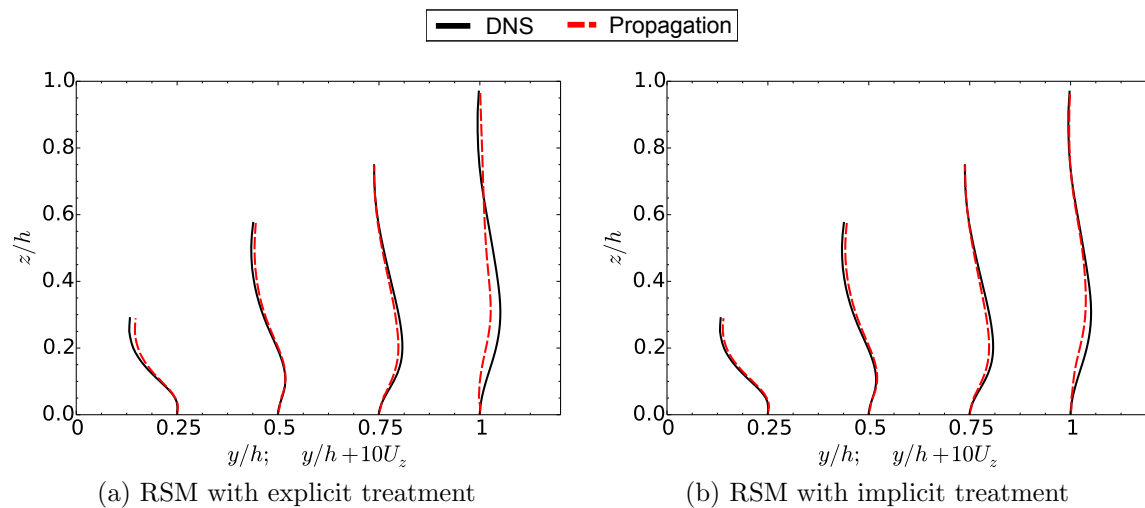 DNS Propagation
1.0
0.8
0.6
0.4
0.2
0.0
z/h
0 0.25 0.5 0.75 1
y/h; y/h+10U_z
(a) RSM with explicit treatment
1.0
0.8
0.6
0.4
0.2
0.0
z/h
0 0.25 0.5 0.75 1
y/h; y/h+10U_z
(b) RSM with implicit treatment